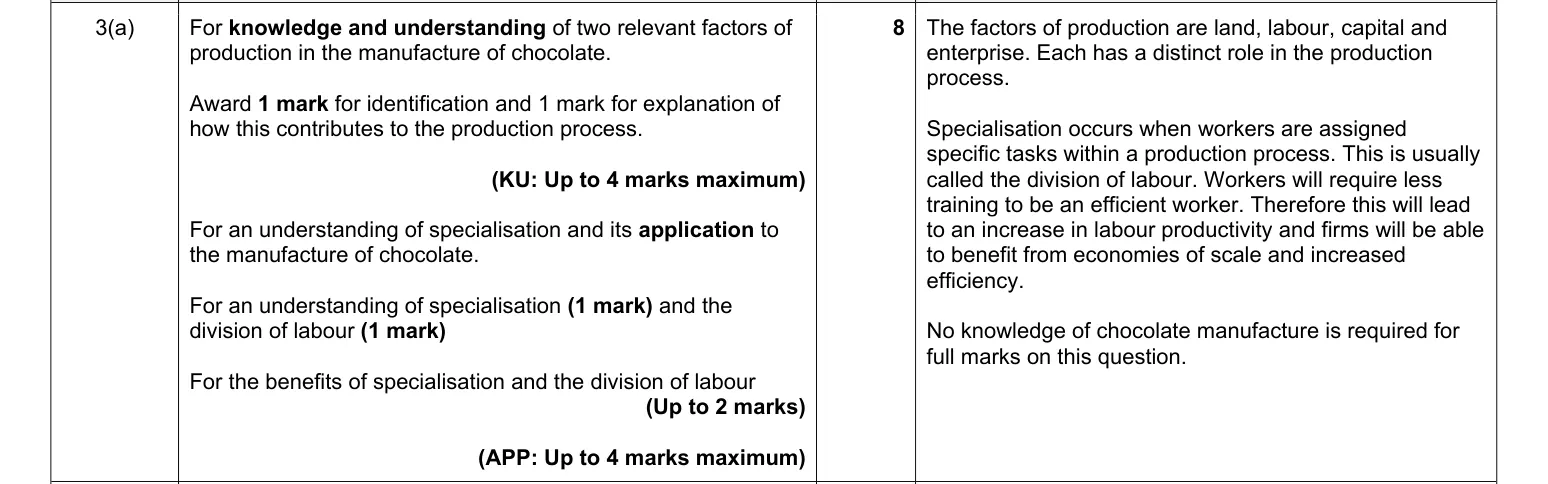 3(a)
For knowledge and understanding of two relevant factors of
production in the manufacture of chocolate.
Award 1 mark for identification and 1 mark for explanation of
how this contributes to the production process.
(KU: Up to 4 marks maximum)
For an understanding of specialisation and its application to
the manufacture of chocolate.
For an understanding of specialisation (1 mark) and the
division of labour (1 mark)
For the benefits of specialisation and the division of labour
(Up to 2 marks)
(APP: Up to 4 marks maximum)
8
The factors of production are land, labour, capital and
enterprise. Each has a distinct role in the production
process.
Specialisation occurs when workers are assigned
specific tasks within a production process. This is usually
called the division of labour. Workers will require less
training to be an efficient worker. Therefore this will lead
to an increase in labour productivity and firms will be able
to benefit from economies of scale and increased
efficiency.
No knowledge of chocolate manufacture is required for
full marks on this question.